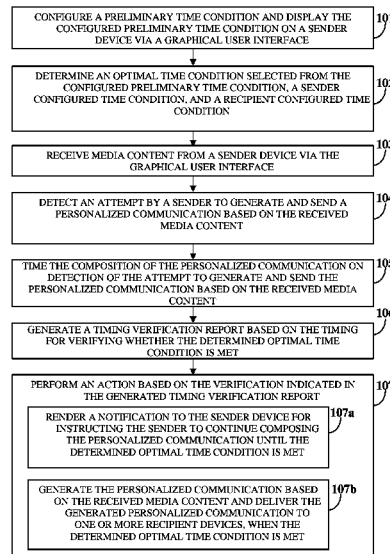 CONFIGURE A PRELIMINARY TIME CONDITION AND DISPLAY THE
CONFIGURED PRELIMINARY TIME CONDITION ON A SENDER
DEVICE VIA A GRAPHICAL USER INTERFACE
DETERMINE AN OPTIMAL TIME CONDITION SELECTED FROM THE
CONFIGURED PRELIMINARY TIME CONDITION, A SENDER
CONFIGURED TIME CONDITION, AND A RECIPIENT CONFIGURED TIME
CONDITION
RECEIVE MEDIA CONTENT FROM A SENDER DEVICE VIA THE
GRAPHICAL USER INTERFACE
DETECT AN ATTEMPT BY A SENDER TO GENERATE AND SEND A
PERSONALIZED COMMUNICATION BASED ON THE RECEIVED
MEDIA CONTENT
TIME THE COMPOSITION OF THE PERSONALIZED COMMUNICATION ON
DETECTION OF THE ATTEMPT TO GENERATE AND SEND THE
PERSONALIZED COMMUNICATION BASED ON THE RECEIVED MEDIA
CONTENT
GENERATE A TIMING VERIFICATION REPORT BASED ON THE TIMING
FOR VERIFYING WHETHER THE DETERMINED OPTIMAL TIME
CONDITION IS MET
PERFORM AN ACTION BASED ON THE VERIFICATION INDICATED IN
THE GENERATED TIMING VERIFICATION REPORT
107a
RENDER A NOTIFICATION TO THE SENDER DEVICE FOR
INSTRUCTING THE SENDER TO CONTINUE COMPOSING
THE PERSONALIZED COMMUNICATION UNTIL THE
DETERMINED OPTIMAL TIME CONDITION IS MET
107b
GENERATE THE PERSONALIZED COMMUNICATION BASED
ON THE RECEIVED MEDIA CONTENT AND DELIVER THE
GENERATED PERSONALIZED COMMUNICATION TO
ONE OR MORE RECIPIENT DEVICES, WHEN THE
DETERMINED OPTIMAL TIME CONDITION IS MET